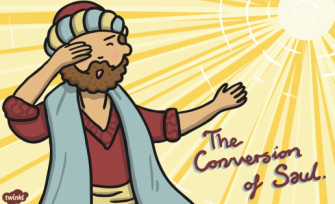 The
Conversion
of Saul.
twinkl